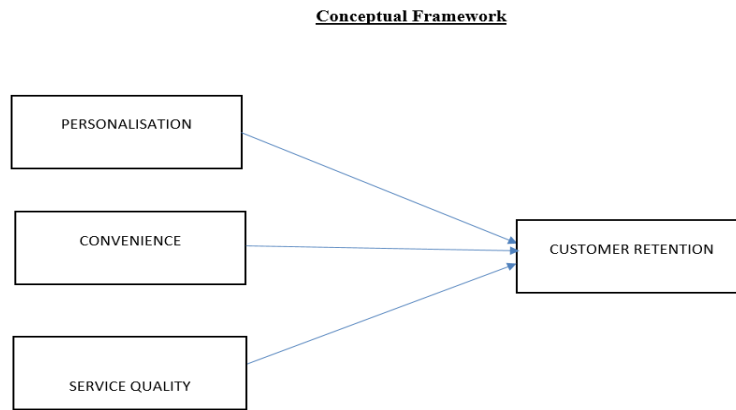 Conceptual Framework
PERSONALISATION
CONVENIENCE
CUSTOMER RETENTION
SERVICE QUALITY